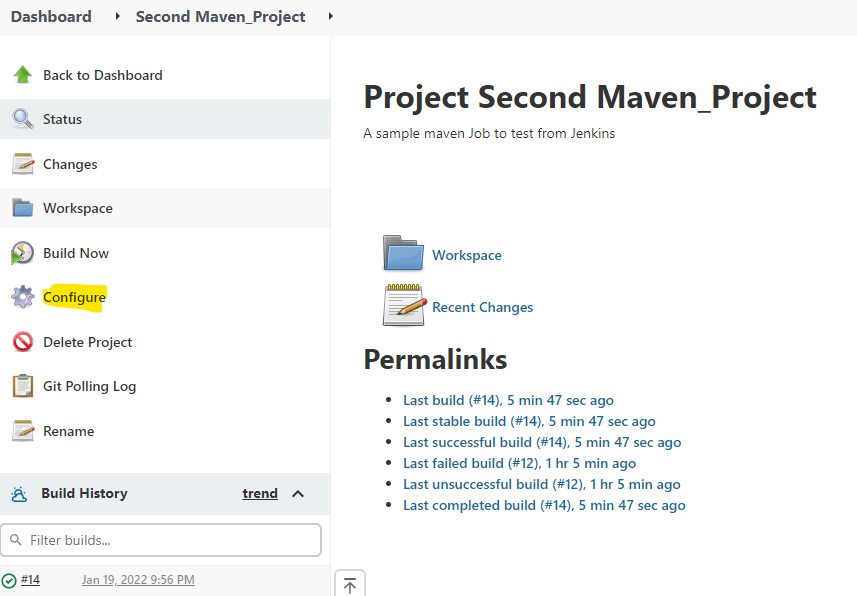 Dashboard Second Maven_Project
Back to Dashboard
Status
Changes
Workspace
Build Now
Configure
Delete Project
Git Polling Log
Rename
Build History trend
Filter builds...
#14 Jan 19, 2022 9:56 PM
Project Second Maven_Project
A sample maven Job to test from Jenkins
Workspace
Recent Changes
Permalinks
Last build (#14), 5 min 47 sec ago
Last stable build (#14), 5 min 47 sec ago
Last successful build (#14), 5 min 47 sec ago
Last failed build (#12), 1 hr 5 min ago
Last unsuccessful build (#12), 1 hr 5 min ago
Last completed build (#14), 5 min 47 sec ago